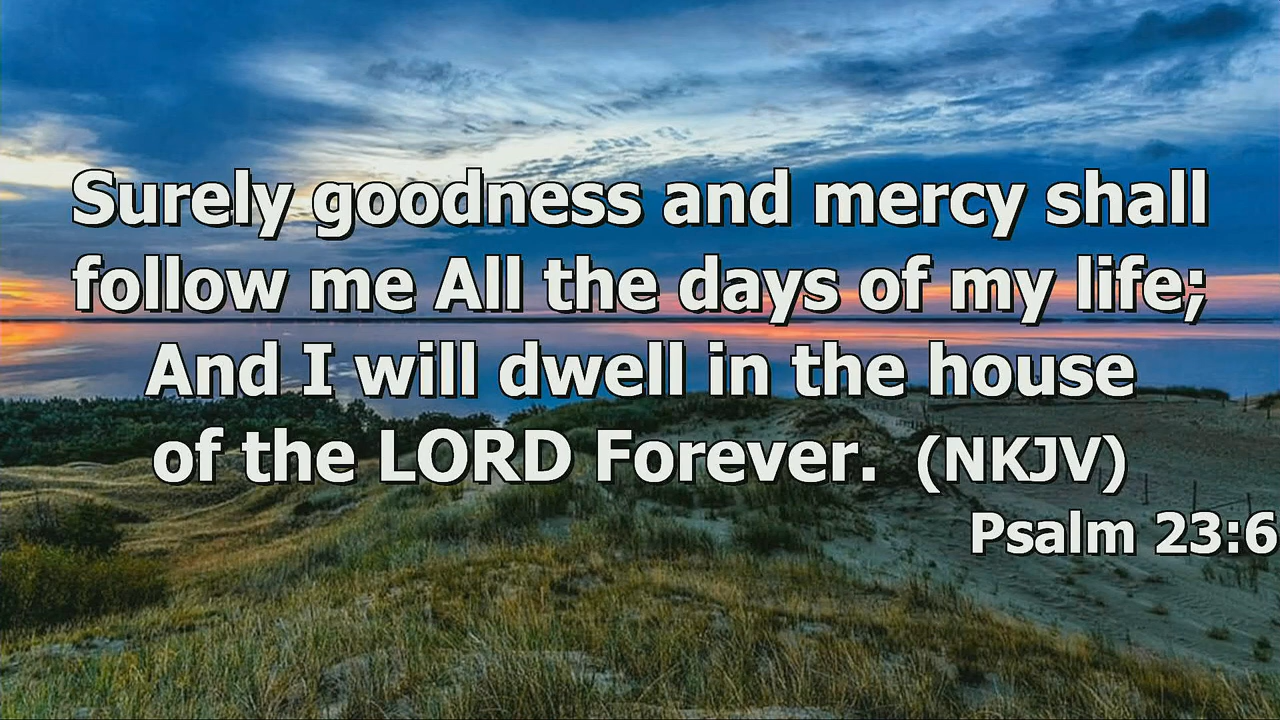 Surely goodness and mercy shall
follow me All the days of my life;
And I will dwell in the house
of the LORD Forever. (NKJV)
Psalm 23:6